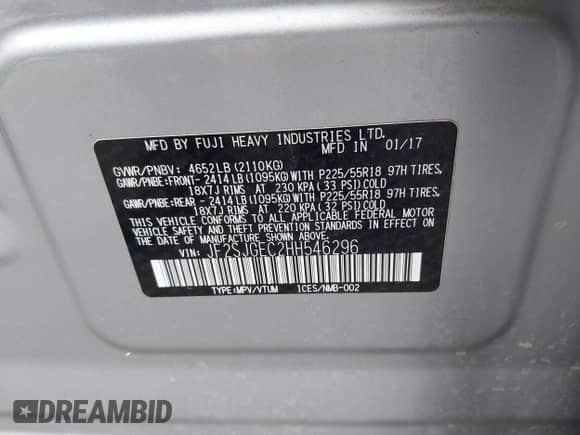 MFD BY FUJI HEAVY INDUSTRIES LTD.
MFD IN 01/17
GVWR/PNBV: 4652LB(2110KG)
GAWR/PNBE:FRONT- 2414LB(1095KG)WITH P225/55R18 97H TIRES,
18X7J RIMS AT 230 KPA(33 PSI)COLD
GAWR/PNBE:REAR - 2414LB(1095KG)WITH P225/55R18 97H TIRES,
18X7J RIMS AT 220 KPA(32 PSI)COLD
THIS VEHICLE CONFORMS TO ALL APPLICABLE FEDERAL MOTOR
VEHICLE SAFETY AND THEFT PREVENTION STANDARDS IN EFFECT
ON THE DATE OF MANUFACTURE SHOWN ABOVE.
VIN: JF2SJGEC2HH546296
TYPE:MPV/VTUM ICES/NMB-002
DREAMBID